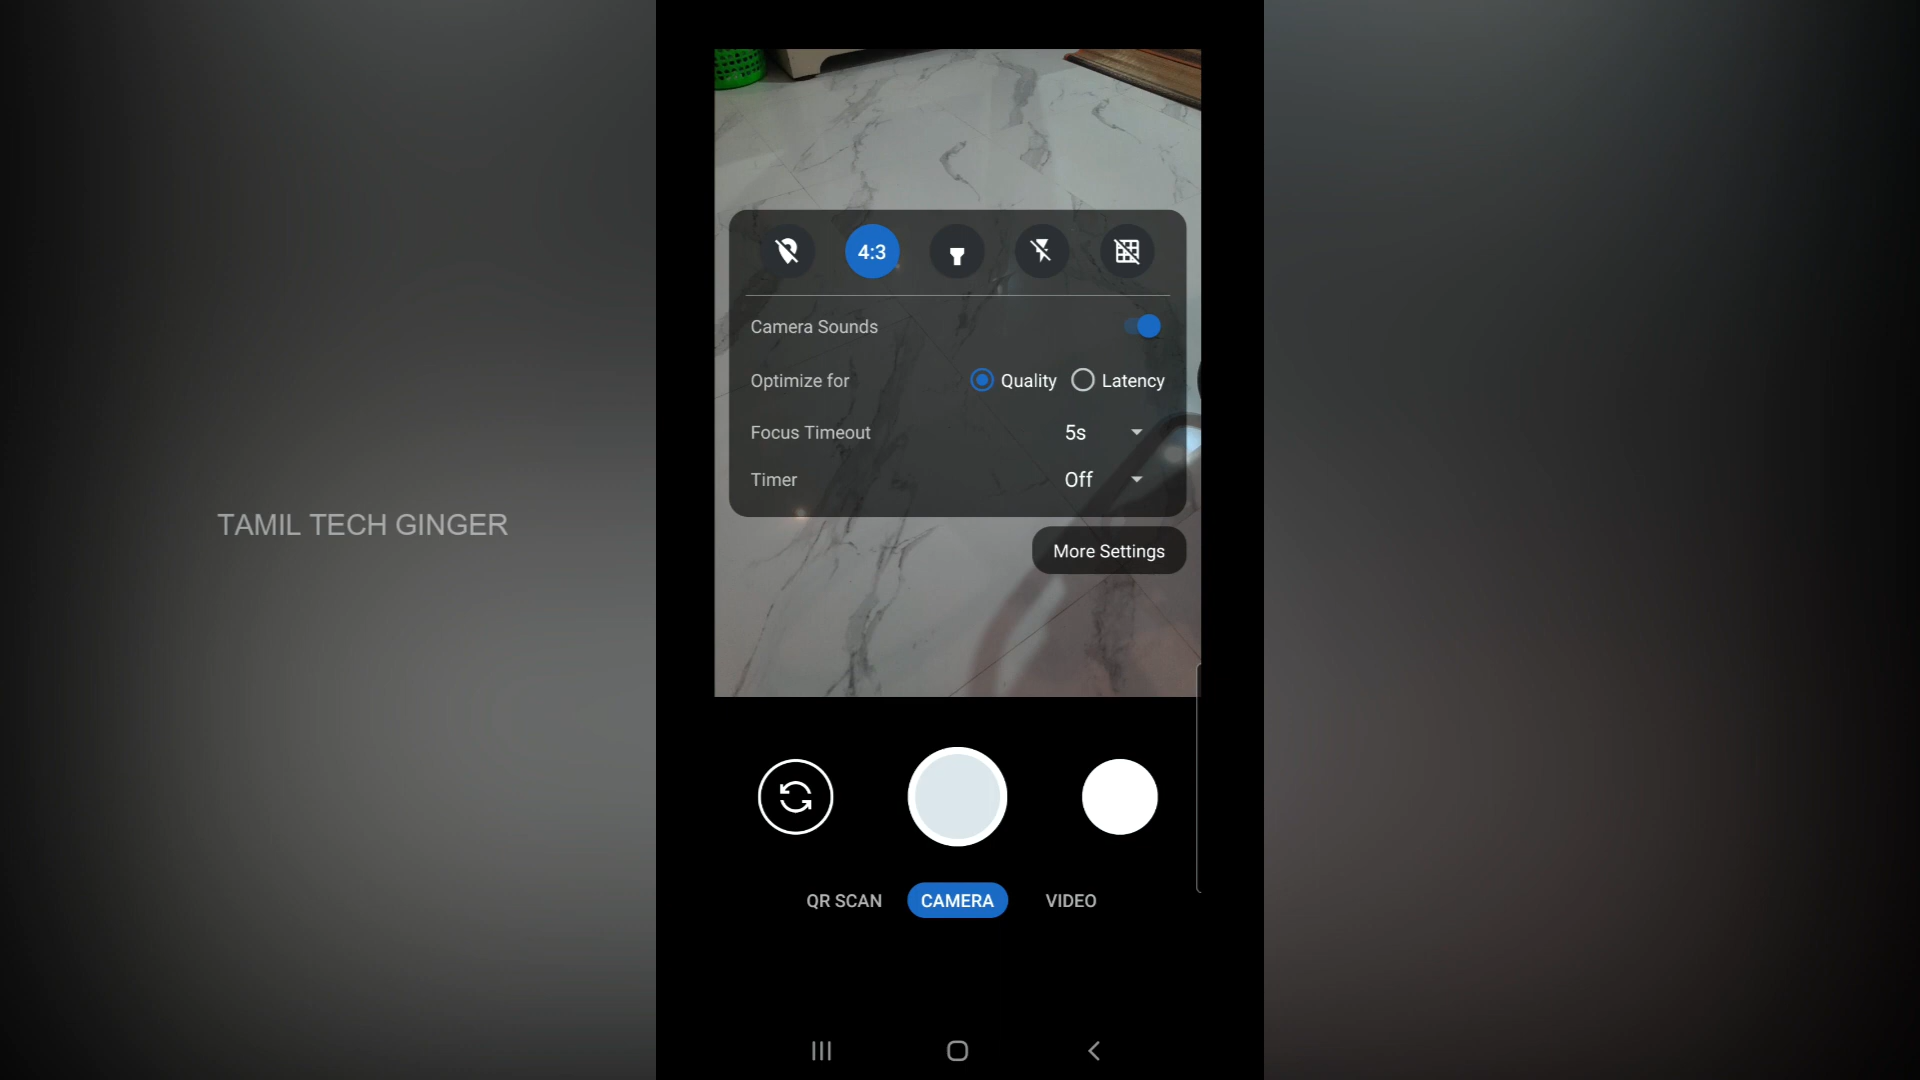 4:3
Camera Sounds
Optimize for Quality Latency
Focus Timeout 5s
Timer Off
TAMIL TECH GINGER
More Settings
QR SCAN CAMERA VIDEO